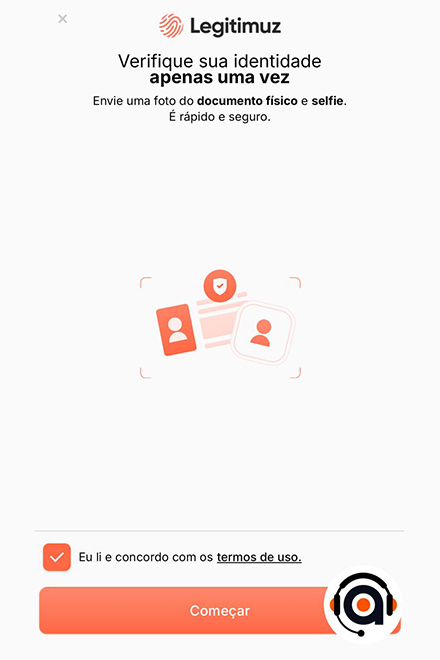 Legitimuz
Verifique sua identidade
apenas uma vez
Envie uma foto do documento físico e selfie.
É rápido e seguro.
Eu li e concordo com os termos de uso.
Começar